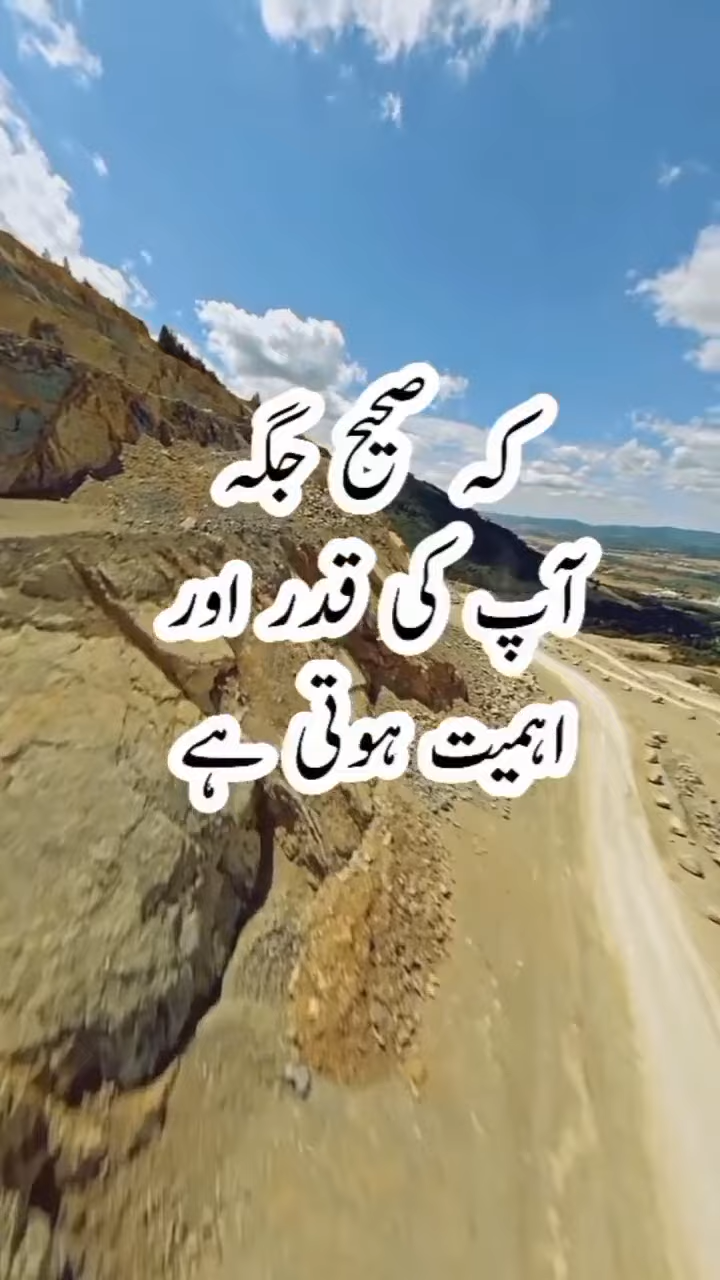 کہ صحیح جگہ
آپ کی قدر اور
اہمیت ہوتی ہے